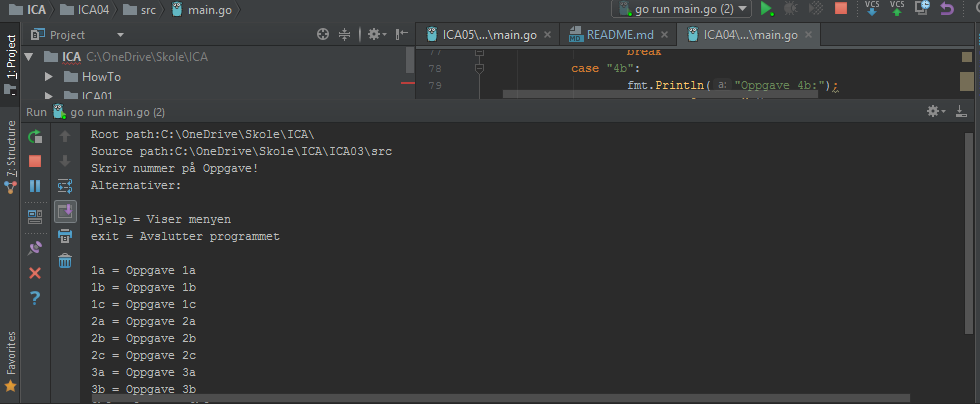 ICA ICA04 src main.go go run main.go (2) VCS VCS
1: Project
Project
ICA C:\OneDrive\Skole\ICA
HowTo
ICA01
ICA05\...\main.go README.md ICA04\...\main.go
77 break
78 case "4b":
79 fmt.Println( a: "Oppgave 4b:");
Run go run main.go (2)
7: Structure
Favorites
Root path:C:\OneDrive\Skole\ICA\
Source path:C:\OneDrive\Skole\ICA\ICA03\src
Skriv nummer på Oppgave!
Alternativer:
hjelp = Viser menyen
exit = Avslutter programmet
1a = Oppgave 1a
1b = Oppgave 1b
1c = Oppgave 1c
2a = Oppgave 2a
2b = Oppgave 2b
2c = Oppgave 2c
3a = Oppgave 3a
3b = Oppgave 3b